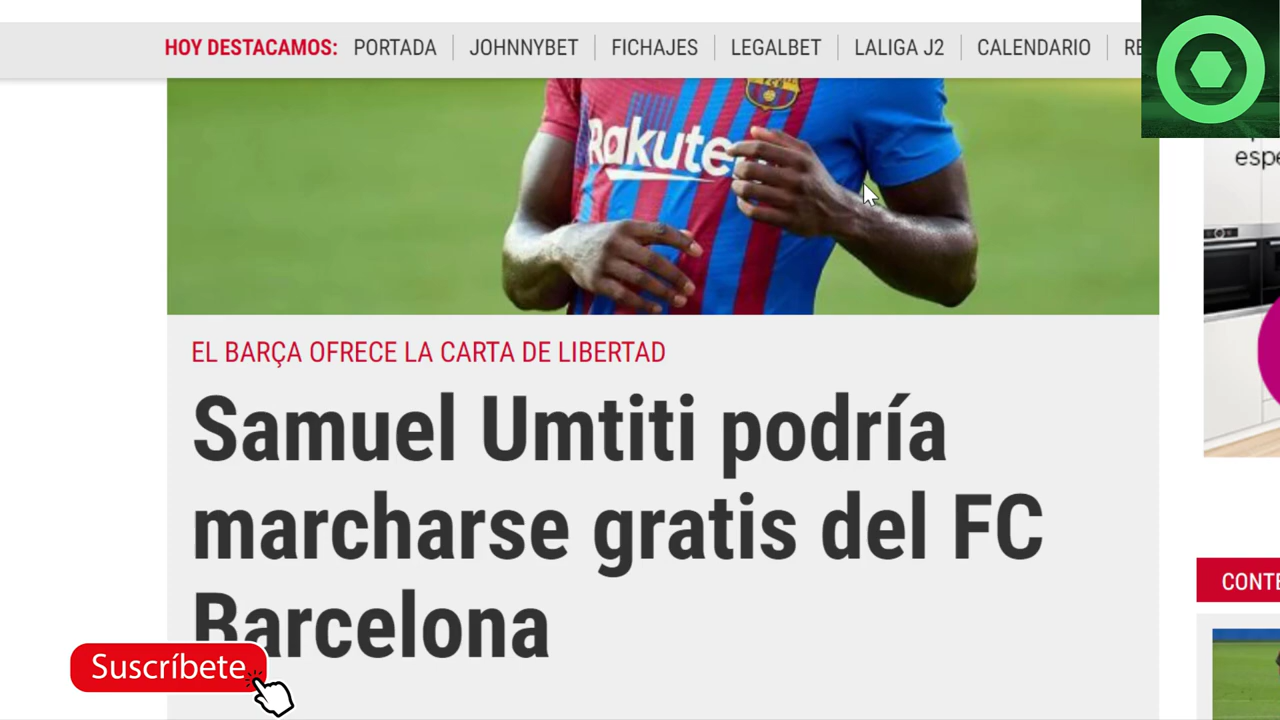 HOY DESTACAMOS: PORTADA JOHNNYBET FICHAJES LEGALBET LALIGA J2 CALENDARIO
FCB
Rakuten
EL BARÇA OFRECE LA CARTA DE LIBERTAD
Samuel Umtiti podría
marcharse gratis del FC
Barcelona
Suscríbete